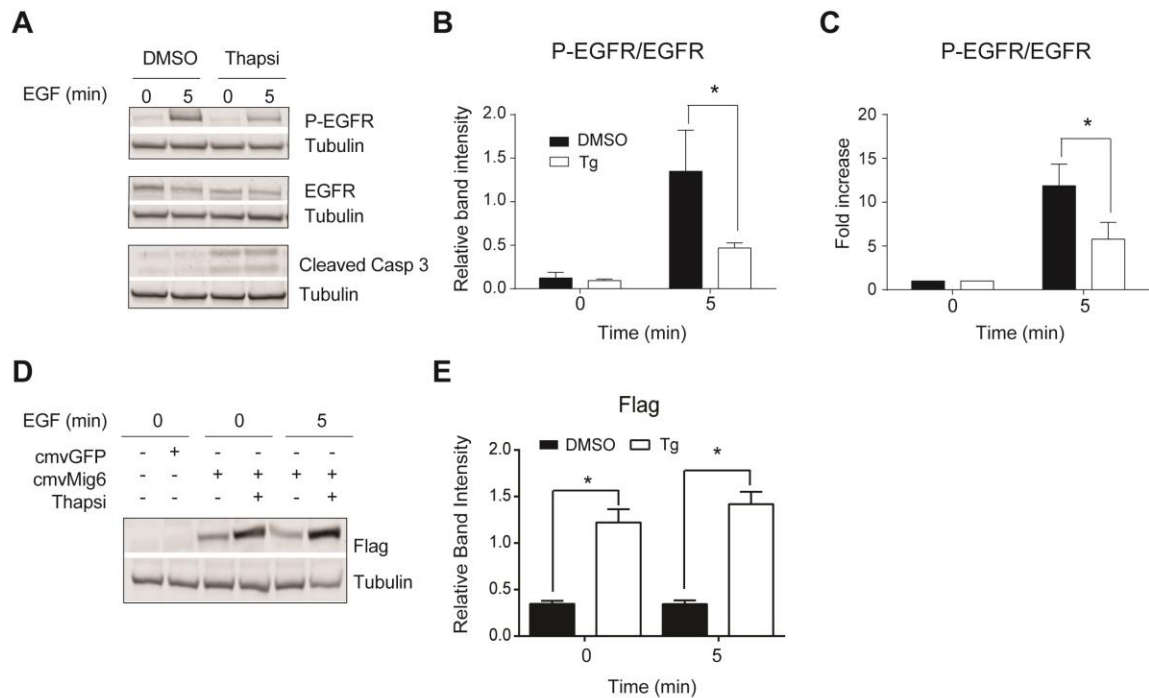 A
DMSO Thapsi
EGF (min) 0 5 0 5
P-EGFR
Tubulin
EGFR
Tubulin
Cleaved Casp 3
Tubulin
B
P-EGFR/EGFR
Relative band intensity
2.0
1.5
1.0
0.5
0.0
DMSO
Tg
*
0 5
Time (min)
C
P-EGFR/EGFR
Fold increase
20
15
10
5
0
*
0 5
Time (min)
D
EGF (min) 0 0 5
cmvGFP - + - - - -
cmvMig6 - - + + + +
Thapsi - - - + - +
Flag
Tubulin
E
Flag
DMSO Tg
Relative Band Intensity
2.0
1.5
1.0
0.5
0.0
* *
0 5
Time (min)